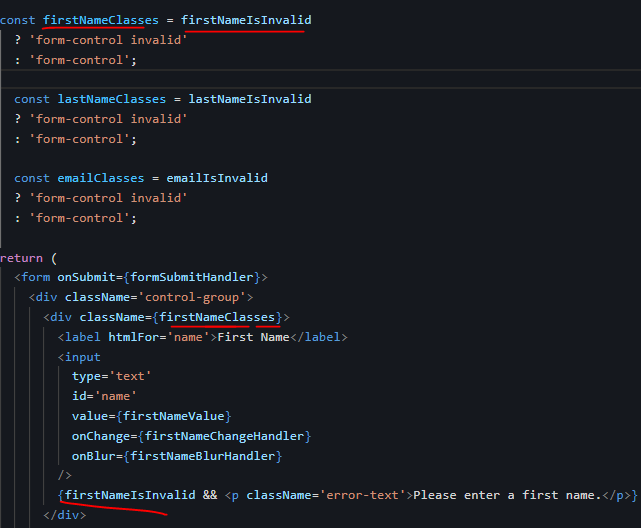 const firstNameClasses = firstNameIsInvalid
? 'form-control invalid'
: 'form-control';
const lastNameClasses = lastNameIsInvalid
? 'form-control invalid'
: 'form-control';
const emailClasses = emailIsInvalid
? 'form-control invalid'
: 'form-control';
return (
<form onSubmit={formSubmitHandler}>
<div className='control-group'>
<div className={firstNameClasses}>
<label htmlFor='name'>First Name</label>
<input
type='text'
id='name'
value={firstNameValue}
onChange={firstNameChangeHandler}
onBlur={firstNameBlurHandler}
/>
{firstNameIsInvalid && <p className='error-text'>Please enter a first name.</p>}
</div>